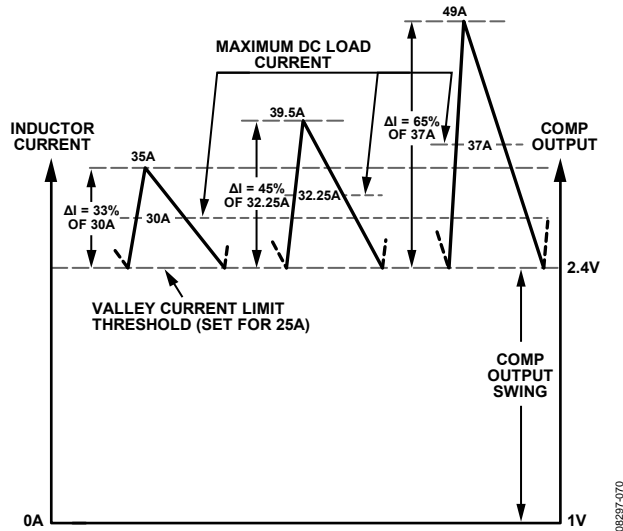 49A
MAXIMUM DC LOAD
CURRENT
39.5A
ΔI = 65%
OF 37A
INDUCTOR
CURRENT
35A
37A
COMP
OUTPUT
ΔI = 33%
OF 30A
30A
ΔI = 45%
OF 32.25A
32.25A
2.4V
VALLEY CURRENT LIMIT
THRESHOLD (SET FOR 25A)
COMP
OUTPUT
SWING
0A
1V
08297-070